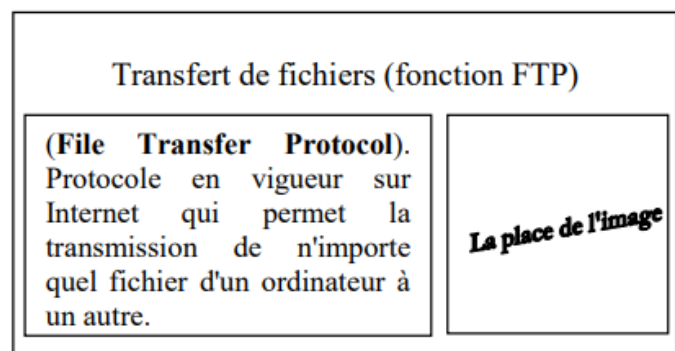 Transfert de fichiers (fonction FTP)
(File Transfer Protocol).
Protocole en vigueur sur
Internet qui permet la
transmission de n'importe
quel fichier d'un ordinateur à
un autre.
La place de l'image